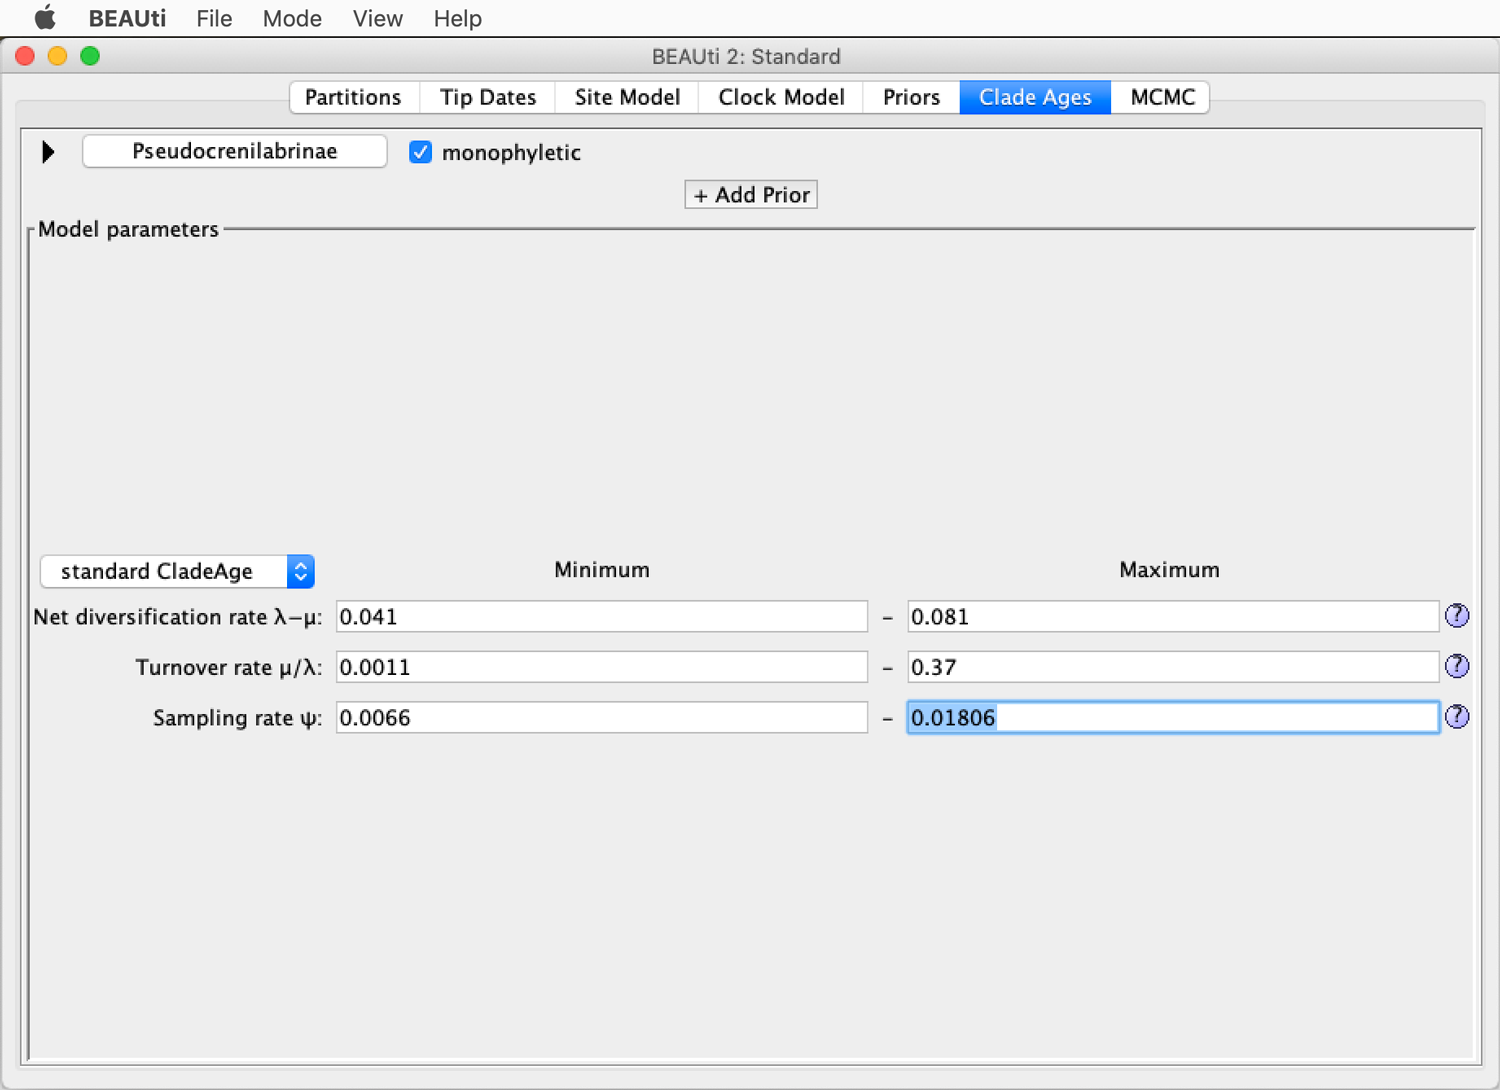 BEAUti File Mode View Help
BEAUti 2: Standard
Partitions Tip Dates Site Model Clock Model Priors Clade Ages MCMC
Pseudocrenilabrinae monophyletic
+ Add Prior
Model parameters
standard CladeAge Minimum Maximum
Net diversification rate λ−μ: 0.041 – 0.081 ?
Turnover rate μ/λ: 0.0011 – 0.37 ?
Sampling rate ψ: 0.0066 – 0.01806 ?